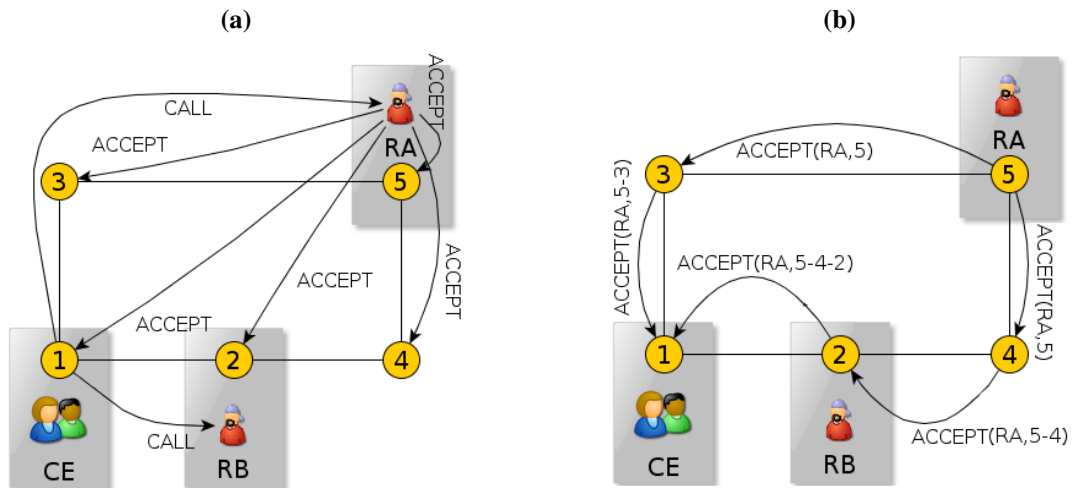 (a)
(b)
ACCEPT
CALL
ACCEPT
RA
3
5
ACCEPT
ACCEPT
ACCEPT
1
2
4
CALL
CE
RB
RA
ACCEPT(RA,5)
3
5
ACCEPT(RA,5-3)
ACCEPT(RA,5-4-2)
ACCEPT(RA,5)
1
2
4
ACCEPT(RA,5-4)
CE
RB